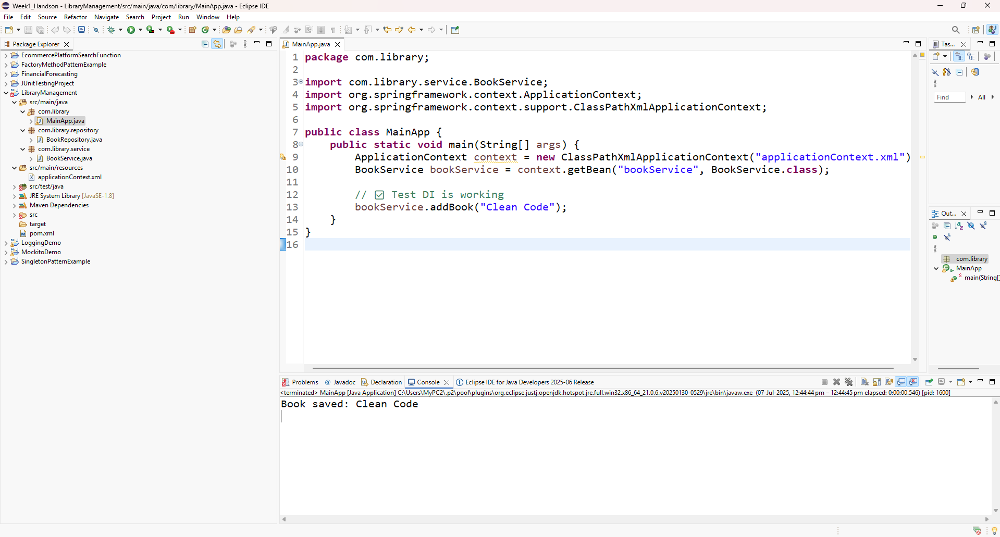 Week1_Handson - LibraryManagement/src/main/java/com/library/MainApp.java - Eclipse IDE
File Edit Source Refactor Navigate Search Project Run Window Help
Package Explorer
EcommercePlatformSearchFunction
FactoryMethodPatternExample
FinancialForecasting
JUnitTestingProject
LibraryManagement
src/main/java
com.library
MainApp.java
com.library.repository
BookRepository.java
com.library.service
BookService.java
src/main/resources
applicationContext.xml
src/test/java
JRE System Library [JavaSE-1.8]
Maven Dependencies
src
target
pom.xml
LoggingDemo
MockitoDemo
SingletonPatternExample
MainApp.java
1 package com.library;
2
3 import com.library.service.BookService;
4 import org.springframework.context.ApplicationContext;
5 import org.springframework.context.support.ClassPathXmlApplicationContext;
6
7 public class MainApp {
8     public static void main(String[] args) {
9         ApplicationContext context = new ClassPathXmlApplicationContext("applicationContext.xml")
10         BookService bookService = context.getBean("bookService", BookService.class);
11
12         // ✅ Test DI is working
13         bookService.addBook("Clean Code");
14     }
15 }
16
Tas...
Find All
Out...
com.library
MainApp
main(String[]
Problems @ Javadoc Declaration Console Eclipse IDE for Java Developers 2025-06 Release
<terminated> MainApp [Java Application] C:\Users\MyPC2\.p2\pool\plugins\org.eclipse.justj.openjdk.hotspot.jre.full.win32.x86_64_21.0.6.v20250130-0529\jre\bin\javaw.exe (07-Jul-2025, 12:44:44 pm – 12:44:45 pm elapsed: 0:00:00.546) [pid: 1600]
Book saved: Clean Code